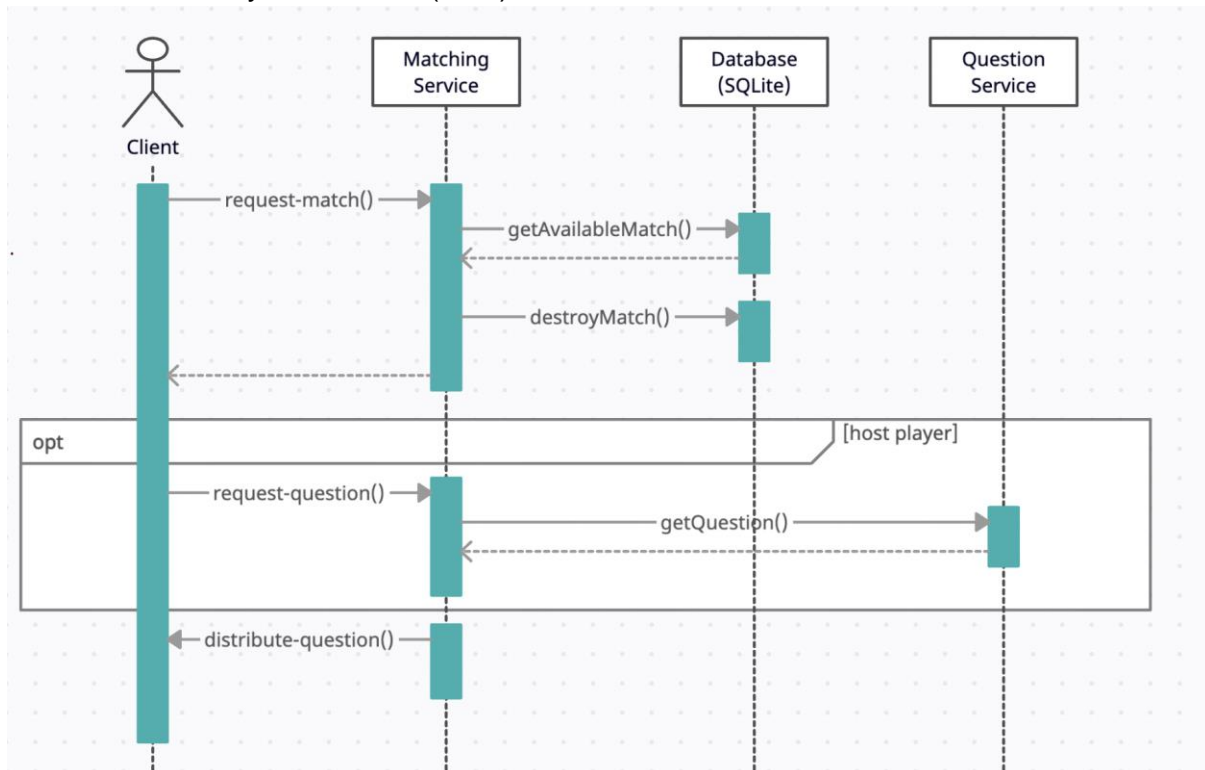 Matching
Service
Database
(SQLite)
Question
Service
Client
request-match()
getAvailableMatch()
destroyMatch()
opt
[host player]
request-question()
getQuestion()
distribute-question()